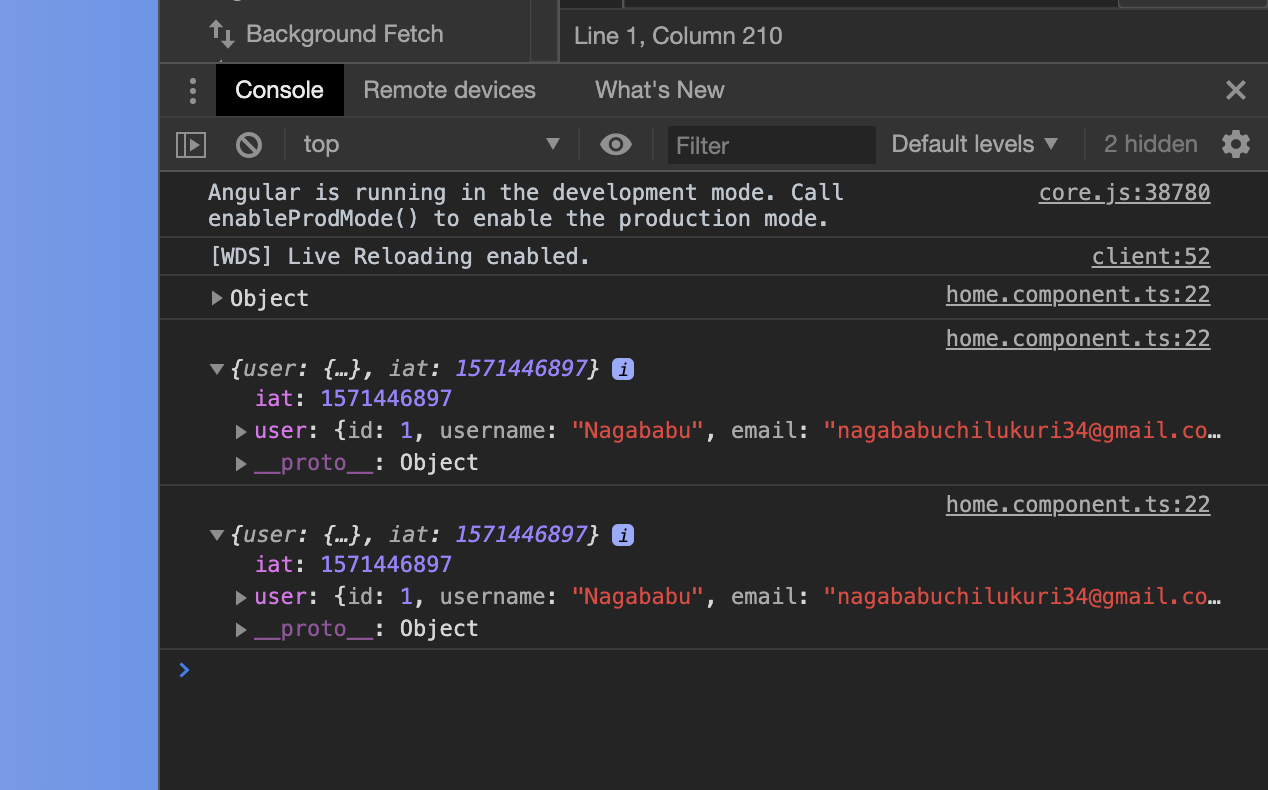 Background Fetch
Line 1, Column 210
Console Remote devices What's New
top Filter Default levels 2 hidden
Angular is running in the development mode. Call core.js:38780
enableProdMode() to enable the production mode.
[WDS] Live Reloading enabled. client:52
Object home.component.ts:22
home.component.ts:22
{user: {…}, iat: 1571446897} i
iat: 1571446897
user: {id: 1, username: "Nagababu", email: "nagababuchilukuri34@gmail.co…
__proto__: Object
home.component.ts:22
{user: {…}, iat: 1571446897} i
iat: 1571446897
user: {id: 1, username: "Nagababu", email: "nagababuchilukuri34@gmail.co…
__proto__: Object